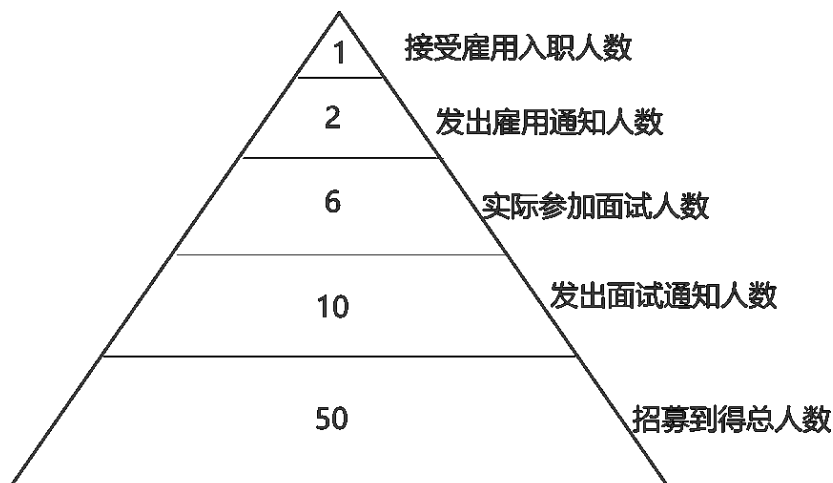 1 接受雇用入职人数
2 发出雇用通知人数
6 实际参加面试人数
10 发出面试通知人数
50 招募到得总人数